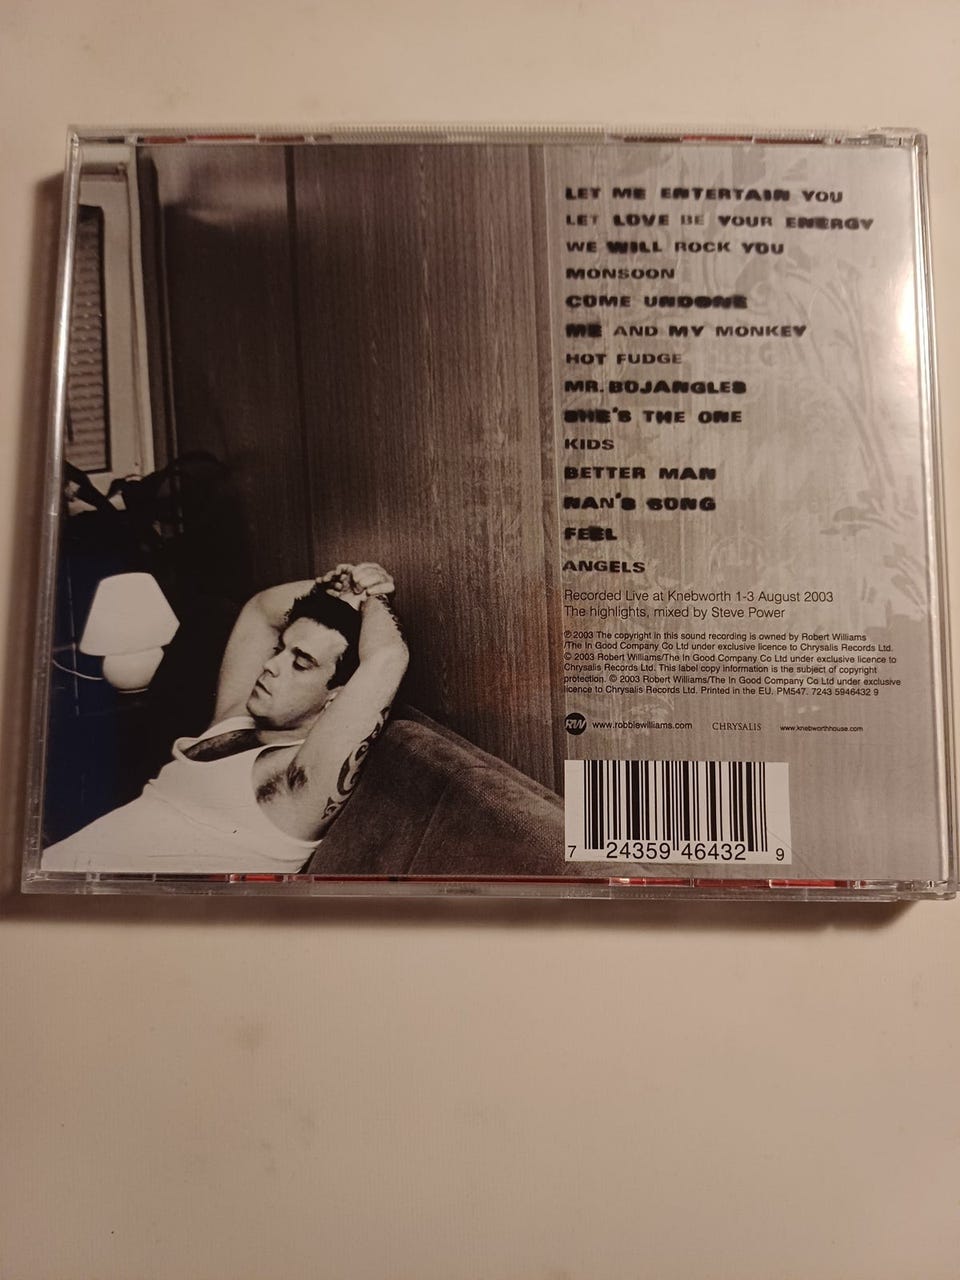 LET ME ENTERTAIN YOU
LET LOVE BE YOUR ENERGY
WE WILL ROCK YOU
MONSOON
COME UNDONE
ME AND MY MONKEY
HOT FUDGE
MR. BOJANGLES
SHE'S THE ONE
KIDS
BETTER MAN
NAN'S SONG
FEEL
ANGELS
Recorded Live at Knebworth 1-3 August 2003
The highlights, mixed by Steve Power
℗ 2003 The copyright in this sound recording is owned by Robert Williams
/The In Good Company Co Ltd under exclusive licence to Chrysalis Records Ltd.
© 2003 Robert Williams/The In Good Company Co Ltd under exclusive licence to
Chrysalis Records Ltd. This label copy information is the subject of copyright
protection. © 2003 Robert Williams/The In Good Company Co Ltd under exclusive
licence to Chrysalis Records Ltd. Printed in the EU. PM547. 7243 5946432 9
RW www.robbiewilliams.com CHRYSALIS www.knebworthhouse.com
7 24359 46432 9